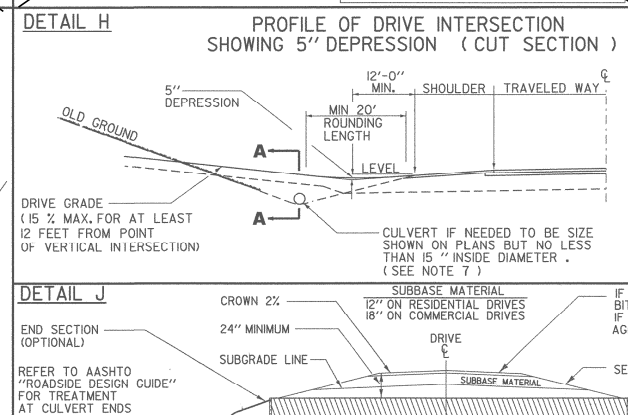 DETAIL H
PROFILE OF DRIVE INTERSECTION
SHOWING 5" DEPRESSION ( CUT SECTION )
℄
12'-0"
MIN.
SHOULDER
TRAVELED WAY
5"
DEPRESSION
MIN 20'
ROUNDING
LENGTH
OLD GROUND
A
LEVEL
DRIVE GRADE
(15 % MAX. FOR AT LEAST
12 FEET FROM POINT
OF VERTICAL INTERSECTION)
A
CULVERT IF NEEDED TO BE SIZE
SHOWN ON PLANS BUT NO LESS
THAN 15 " INSIDE DIAMETER .
( SEE NOTE 7 )
DETAIL J
SUBBASE MATERIAL
12" ON RESIDENTIAL DRIVES
18" ON COMMERCIAL DRIVES
CROWN 2%
IF
BIT
IF
AG
END SECTION
(OPTIONAL)
24" MINIMUM
DRIVE
℄
SUBGRADE LINE
SUBBASE MATERIAL
SE
REFER TO AASHTO
"ROADSIDE DESIGN GUIDE"
FOR TREATMENT
AT CULVERT ENDS